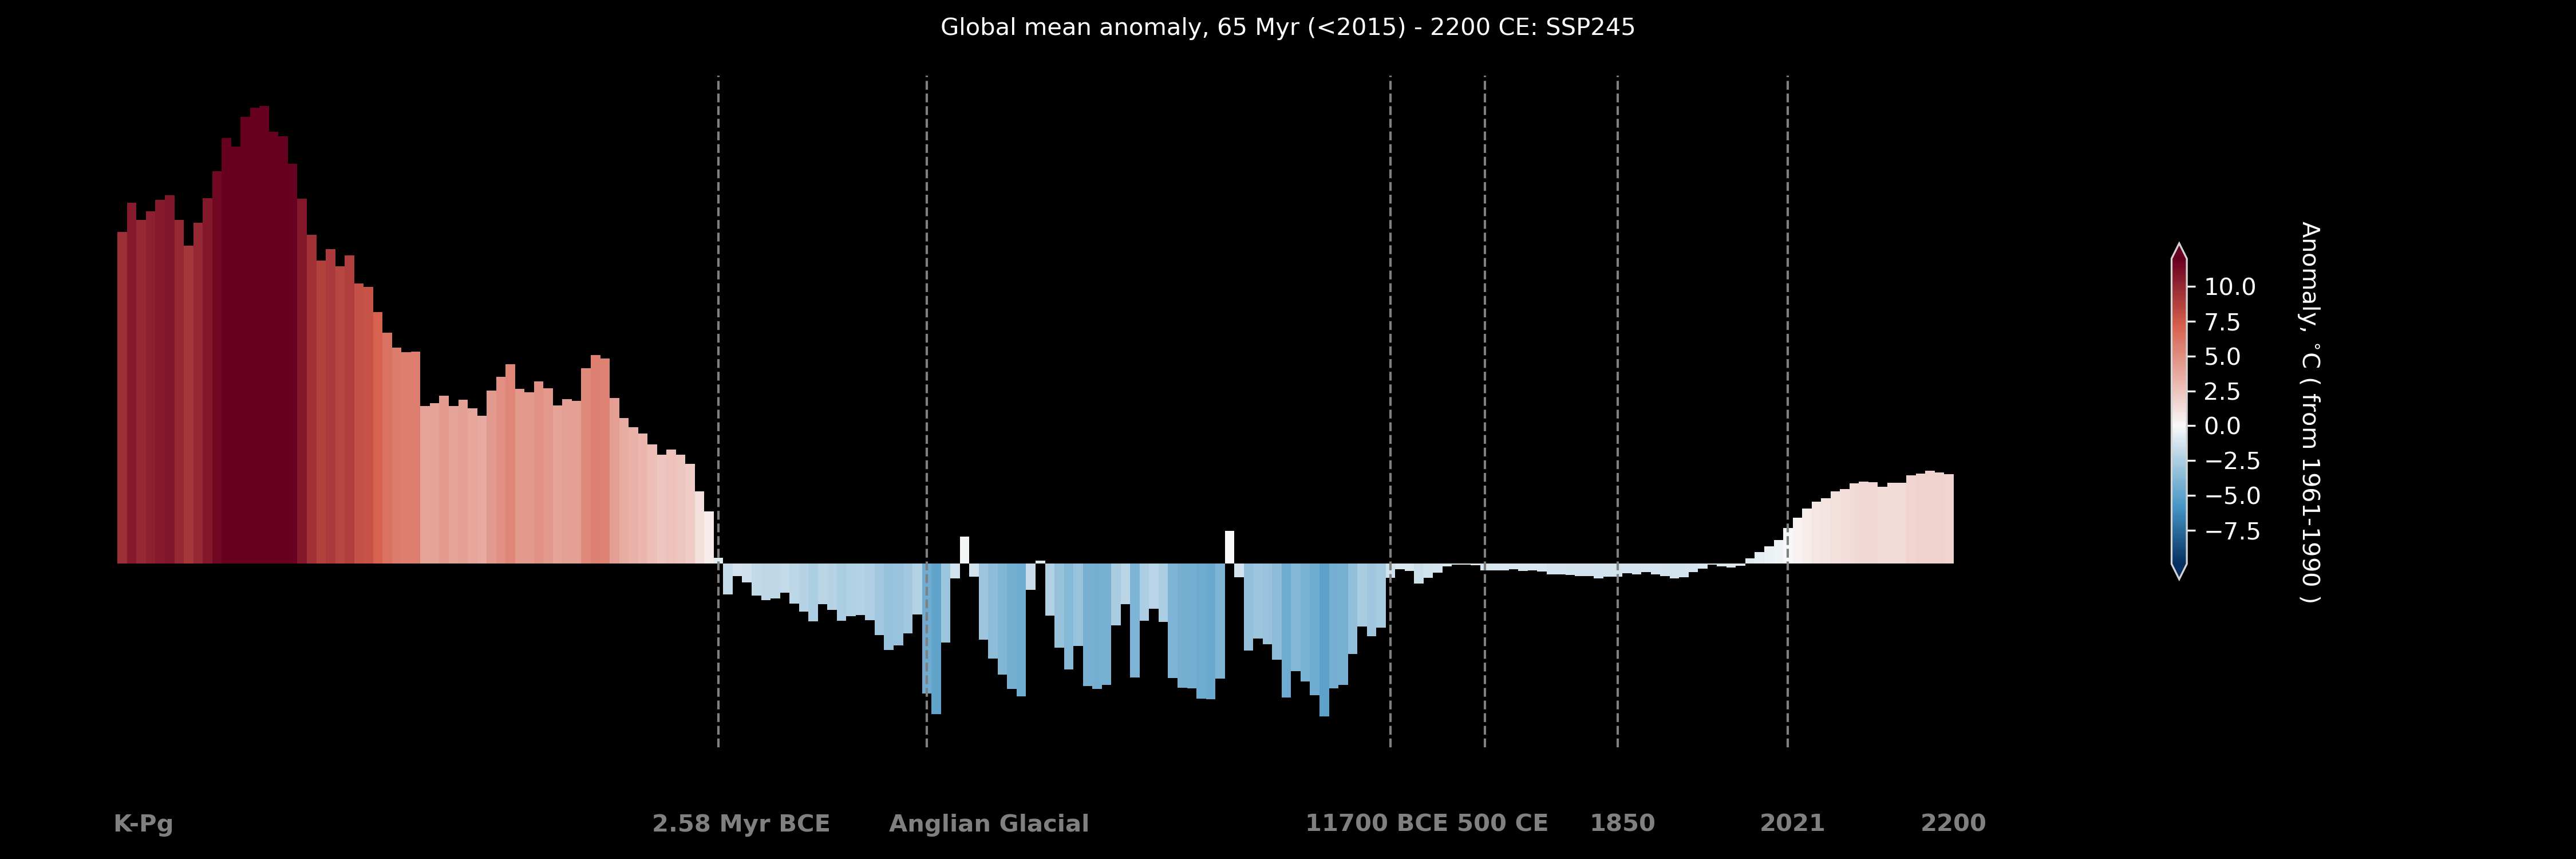 Global mean anomaly, 65 Myr (<2015) - 2200 CE: SSP245
10.0
7.5
5.0
2.5
0.0
−2.5
−5.0
−7.5
Anomaly, °C ( from 1961-1990 )
K-Pg
2.58 Myr BCE
Anglian Glacial
11700 BCE
500 CE
1850
2021
2200